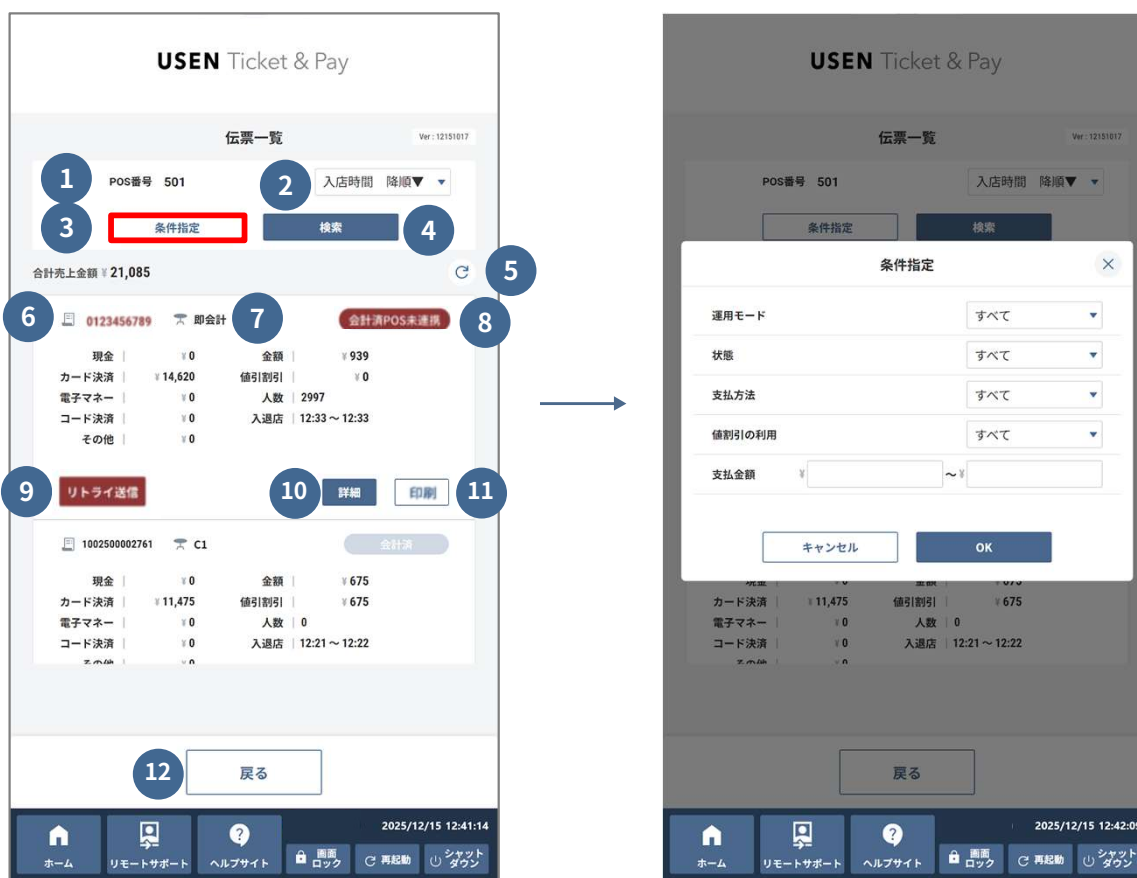 USEN Ticket & Pay
伝票一覧
Ver : 12151017
1
POS番号 501
2
入店時間 降順▼ ▼
3
条件指定
検索
4
合計売上金額 ¥ 21,085
5
6
0123456789
即会計
7
会計済POS未連携
8
現金 ¥ 0 金額 ¥ 939
カード決済 ¥ 14,620 値引割引 ¥ 0
電子マネー ¥ 0 人数 2997
コード決済 ¥ 0 入退店 12:33 ~ 12:33
その他 ¥ 0
9
リトライ送信
10
詳細
印刷
11
1002500002761
C1
会計済
現金 ¥ 0 金額 ¥ 675
カード決済 ¥ 11,475 値引割引 ¥ 675
電子マネー ¥ 0 人数 0
コード決済 ¥ 0 入退店 12:21 ~ 12:22
その他 ¥ 0
12
戻る
2025/12/15 12:41:14
ホーム
リモートサポート
?
ヘルプサイト
画面
ロック
再起動
シャット
ダウン
USEN Ticket & Pay
伝票一覧
Ver : 12151017
POS番号 501
入店時間 降順▼ ▼
条件指定
検索
条件指定
運用モード すべて ▼
状態 すべて ▼
支払方法 すべて ▼
値割引の利用 すべて ▼
支払金額 ¥ ~ ¥
キャンセル
OK
現金 ¥ 0 金額 ¥ 675
カード決済 ¥ 11,475 値引割引 ¥ 675
電子マネー ¥ 0 人数 0
コード決済 ¥ 0 入退店 12:21 ~ 12:22
その他 ¥ 0
戻る
2025/12/15 12:42:09
ホーム
リモートサポート
?
ヘルプサイト
画面
ロック
再起動
シャット
ダウン